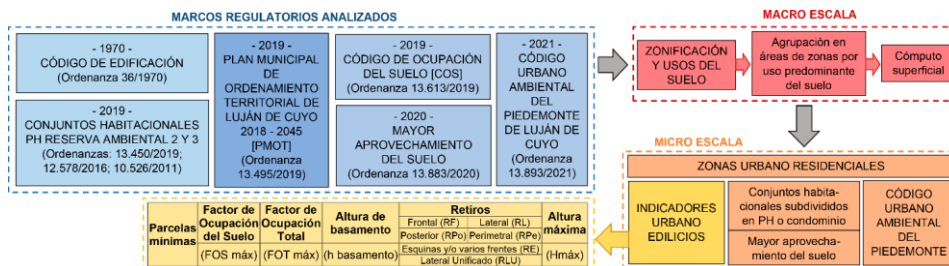 MARCOS REGULATORIOS ANALIZADOS
- 1970 -
CÓDIGO DE EDIFICACIÓN
(Ordenanza 36/1970)
- 2019 -
CONJUNTOS HABITACIONALES
PH RESERVA AMBIENTAL 2 Y 3
(Ordenanzas: 13.450/2019;
12.578/2016; 10.526/2011)
- 2019 -
PLAN MUNICIPAL
DE
ORDENAMIENTO
TERRITORIAL DE
LUJÁN DE CUYO
2018 - 2045
[PMOT]
(Ordenanza
13.495/2019)
- 2019 -
CÓDIGO DE OCUPACIÓN
DEL SUELO [COS]
(Ordenanza 13.613/2019)
- 2020 -
MAYOR
APROVECHAMIENTO
DEL SUELO
(Ordenanza 13.883/2020)
- 2021 -
CÓDIGO
URBANO
AMBIENTAL
DEL
PIEDEMONTE
DE LUJÁN DE
CUYO
(Ordenanza
13.893/2021)
MACRO ESCALA
ZONIFICACIÓN
Y USOS DEL
SUELO
Agrupación en
áreas de zonas por
uso predominante
del suelo
Cómputo
superficial
MICRO ESCALA
ZONAS URBANO RESIDENCIALES
INDICADORES
URBANO
EDILICIOS
Conjuntos habita-
cionales subdivididos
en PH o condominio
Mayor aprovecha-
miento del suelo
CÓDIGO
URBANO
AMBIENTAL
DEL
PIEDEMONTE
Parcelas
mínimas
Factor de
Ocupación
del Suelo
(FOS máx)
Factor de
Ocupación
Total
(FOT máx)
Altura de
basamento
(h basamento)
Retiros
Frontal (RF)
Lateral (RL)
Posterior (RPo)
Perimetral (RPe)
Esquinas y/o varios frentes (RE)
Lateral Unificado (RLU)
Altura
máxima
(Hmáx)